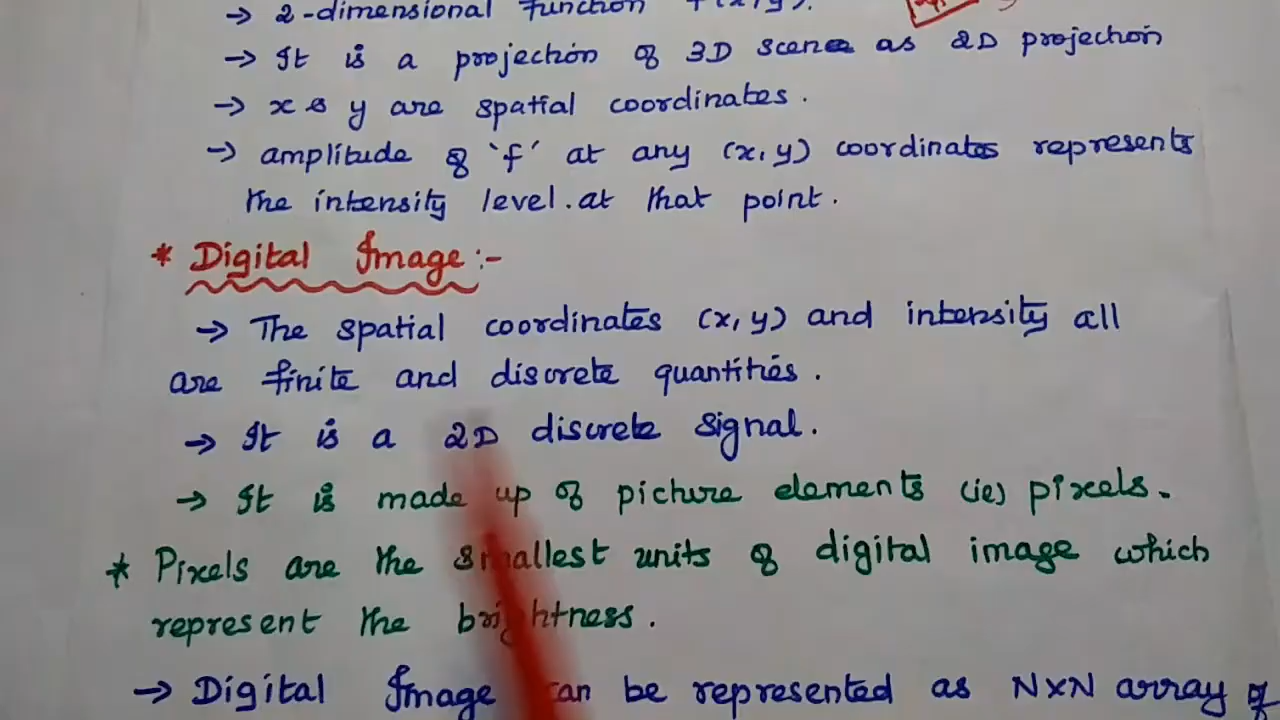 → 2-dimensional function f(x,y).
→ It is a projection of 3D scene as 2D projection
→ x & y are spatial coordinates.
→ amplitude of 'f' at any (x,y) coordinates represents
the intensity level.at that point.
* Digital Image:-
→ The spatial coordinates (x,y) and intensity all
are finite and discrete quantities.
→ It is a 2D discrete signal.
→ It is made up of picture elements (ie) pixels.
* Pixels are the smallest units of digital image which
represent the brightness.
→ Digital Image can be represented as NxN array of